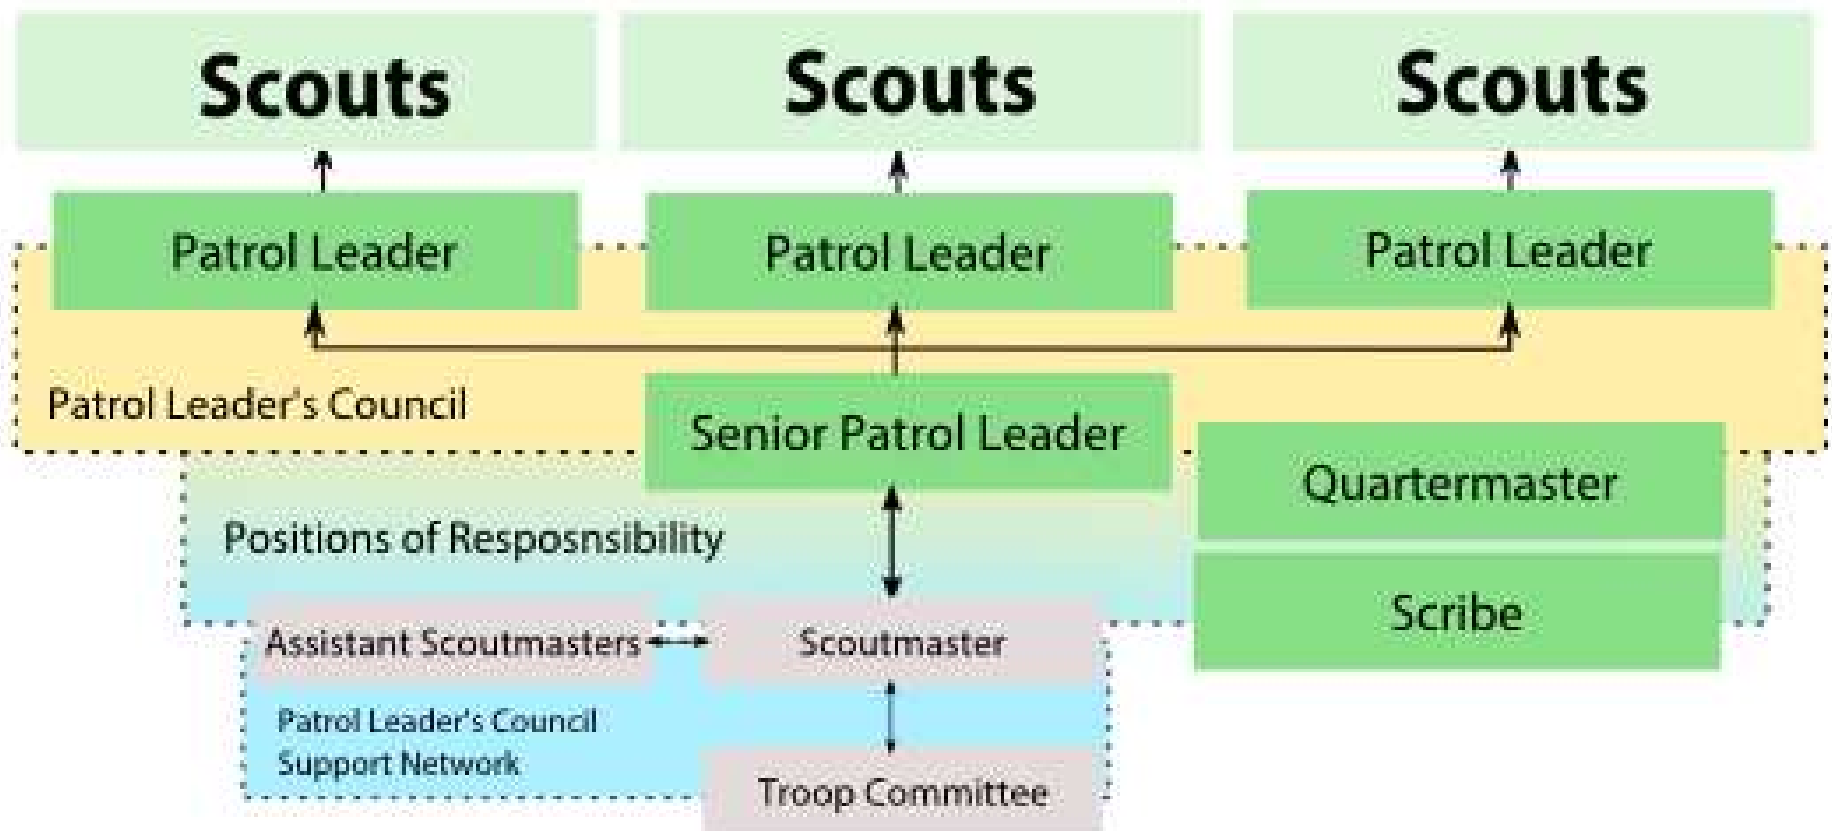 Scouts
Scouts
Scouts
Patrol Leader
Patrol Leader
Patrol Leader
Patrol Leader's Council
Senior Patrol Leader
Quartermaster
Positions of Resposnsibility
Scribe
Assistant Scoutmasters
Scoutmaster
Patrol Leader's Council
Support Network
Troop Committee